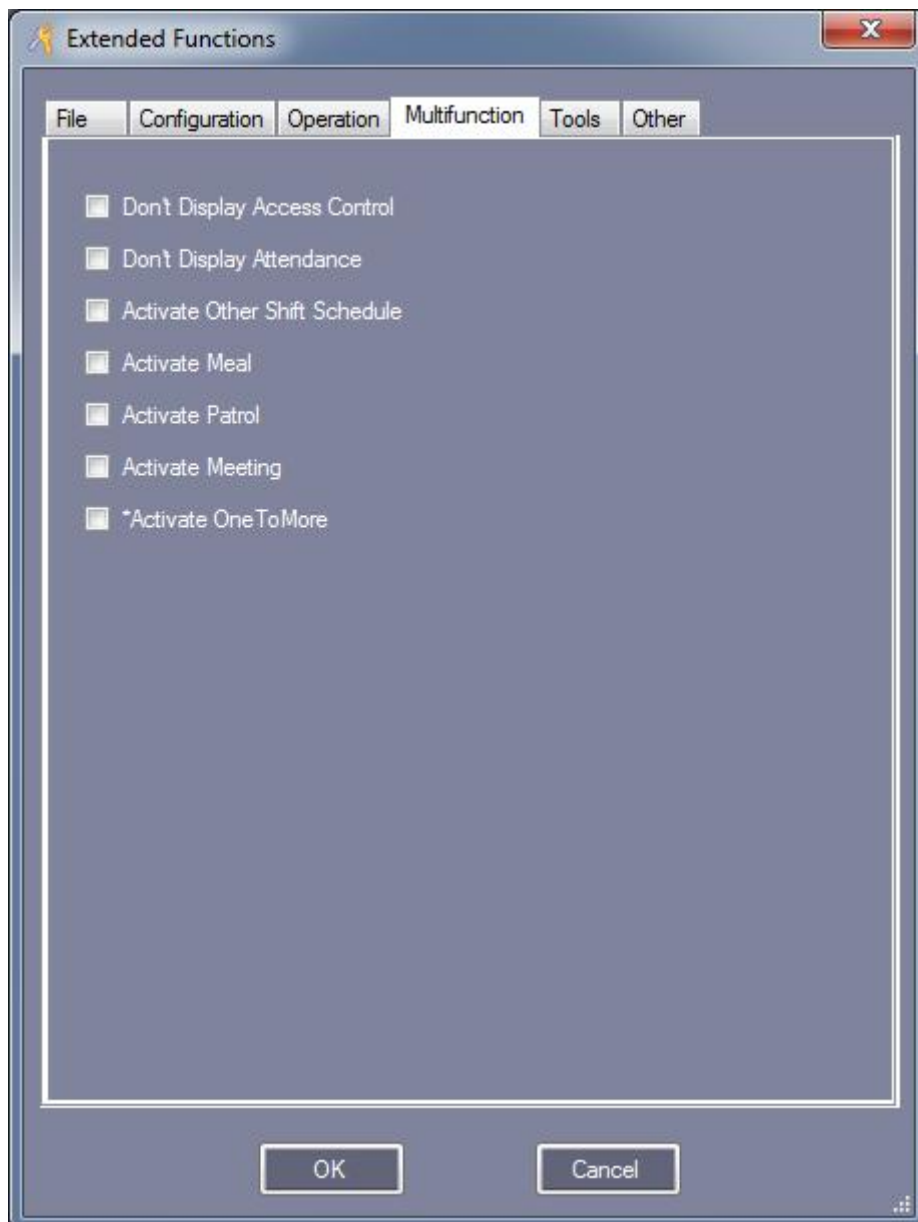 Extended Functions
File Configuration Operation Multifunction Tools Other
Don't Display Access Control
Don't Display Attendance
Activate Other Shift Schedule
Activate Meal
Activate Patrol
Activate Meeting
*Activate OneToMore
OK Cancel